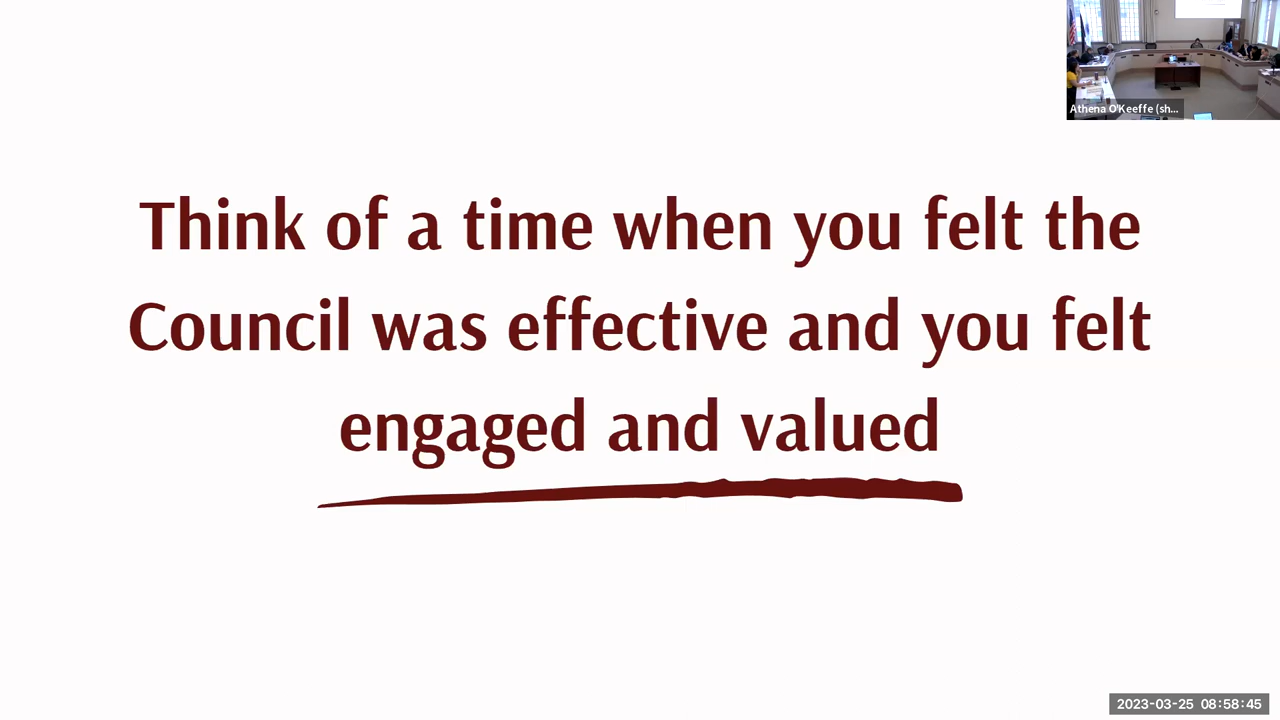 Athena O'Keeffe (sh...
Think of a time when you felt the
Council was effective and you felt
engaged and valued
2023-03-25 08:58:45